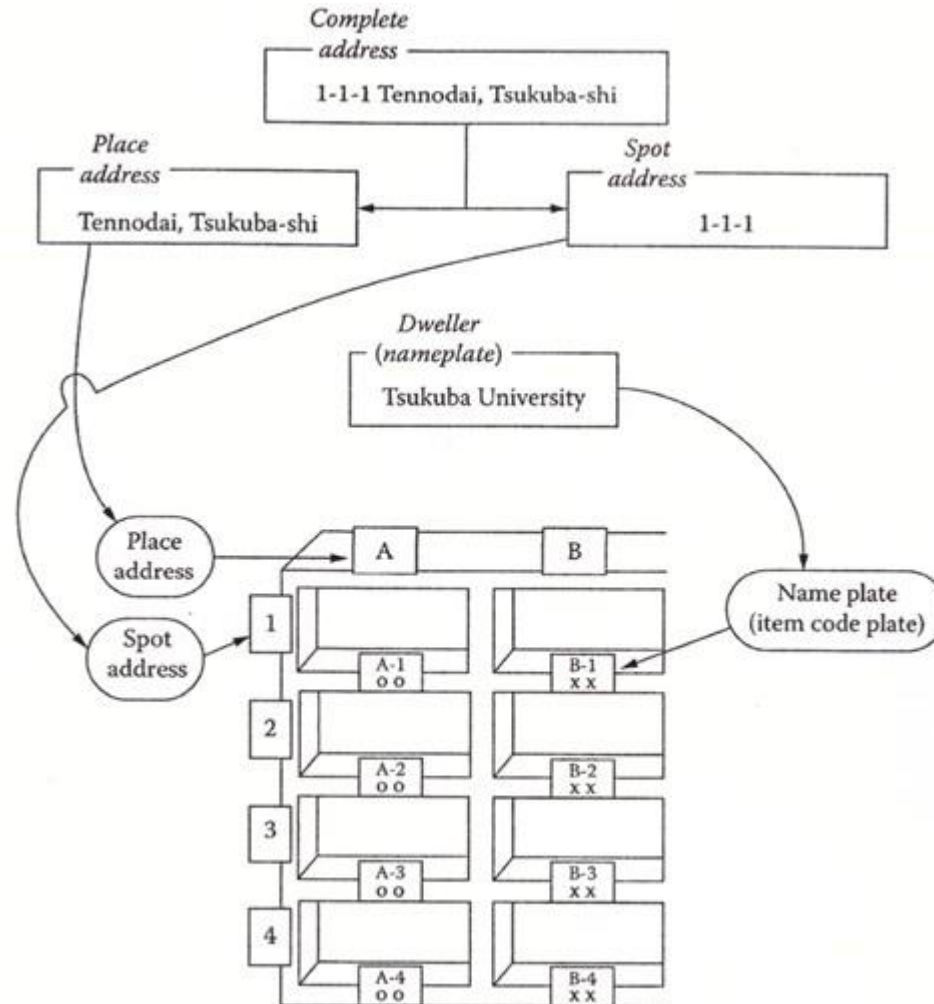 Complete
address
1-1-1 Tennodai, Tsukuba-shi
Place
address
Tennodai, Tsukuba-shi
Spot
address
1-1-1
Dweller
(nameplate)
Tsukuba University
Place
address
Spot
address
A
B
Name plate
(item code plate)
1
A-1
o o
B-1
x x
2
A-2
o o
B-2
x x
3
A-3
o o
B-3
x x
4
A-4
o o
B-4
x x